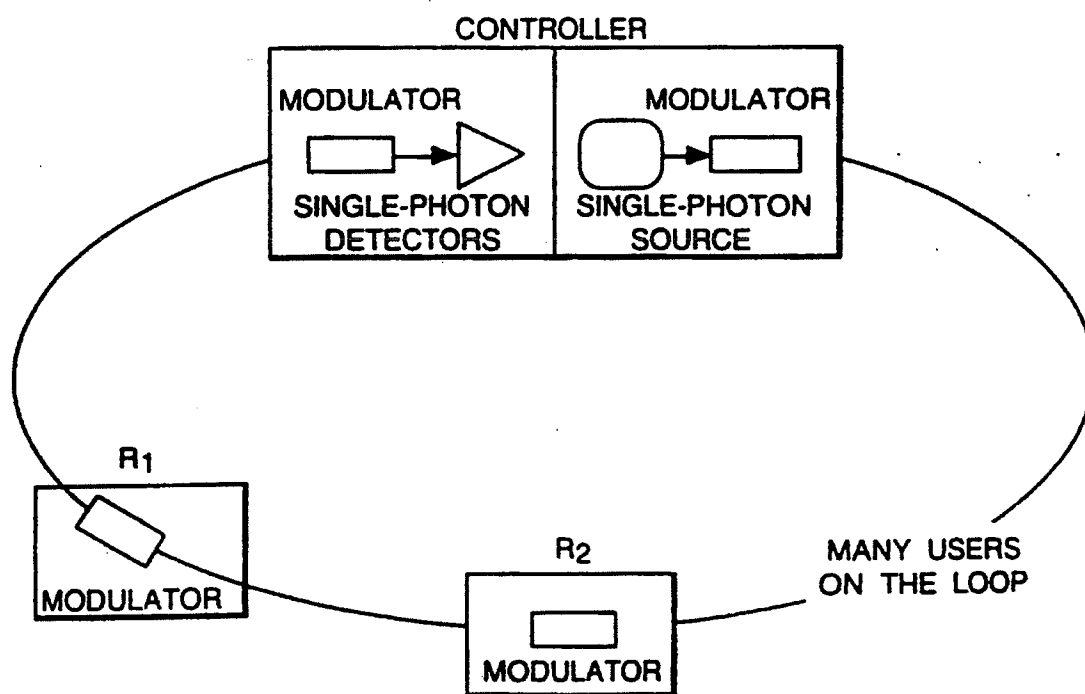 CONTROLLER
MODULATOR
SINGLE-PHOTON
DETECTORS
MODULATOR
SINGLE-PHOTON
SOURCE
R1
MODULATOR
R2
MODULATOR
MANY USERS
ON THE LOOP